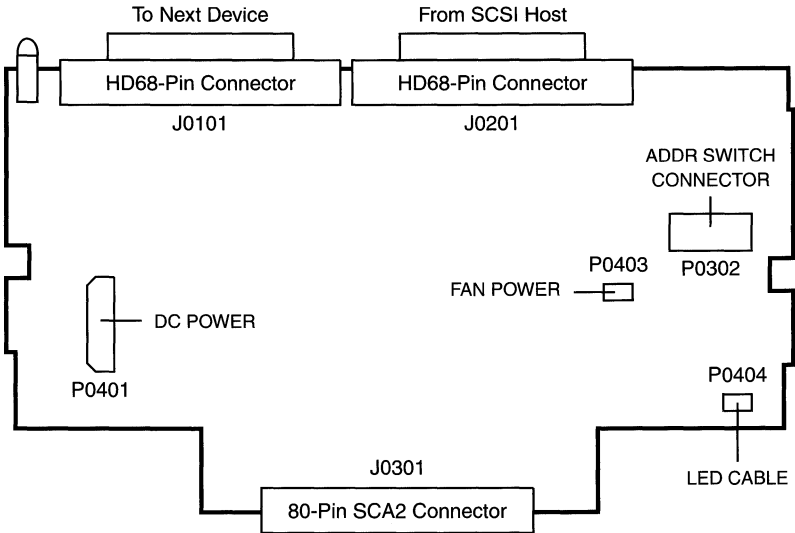 To Next Device
From SCSI Host
HD68-Pin Connector
HD68-Pin Connector
J0101
J0201
ADDR SWITCH
CONNECTOR
P0302
P0403
FAN POWER
DC POWER
P0401
P0404
LED CABLE
J0301
80-Pin SCA2 Connector